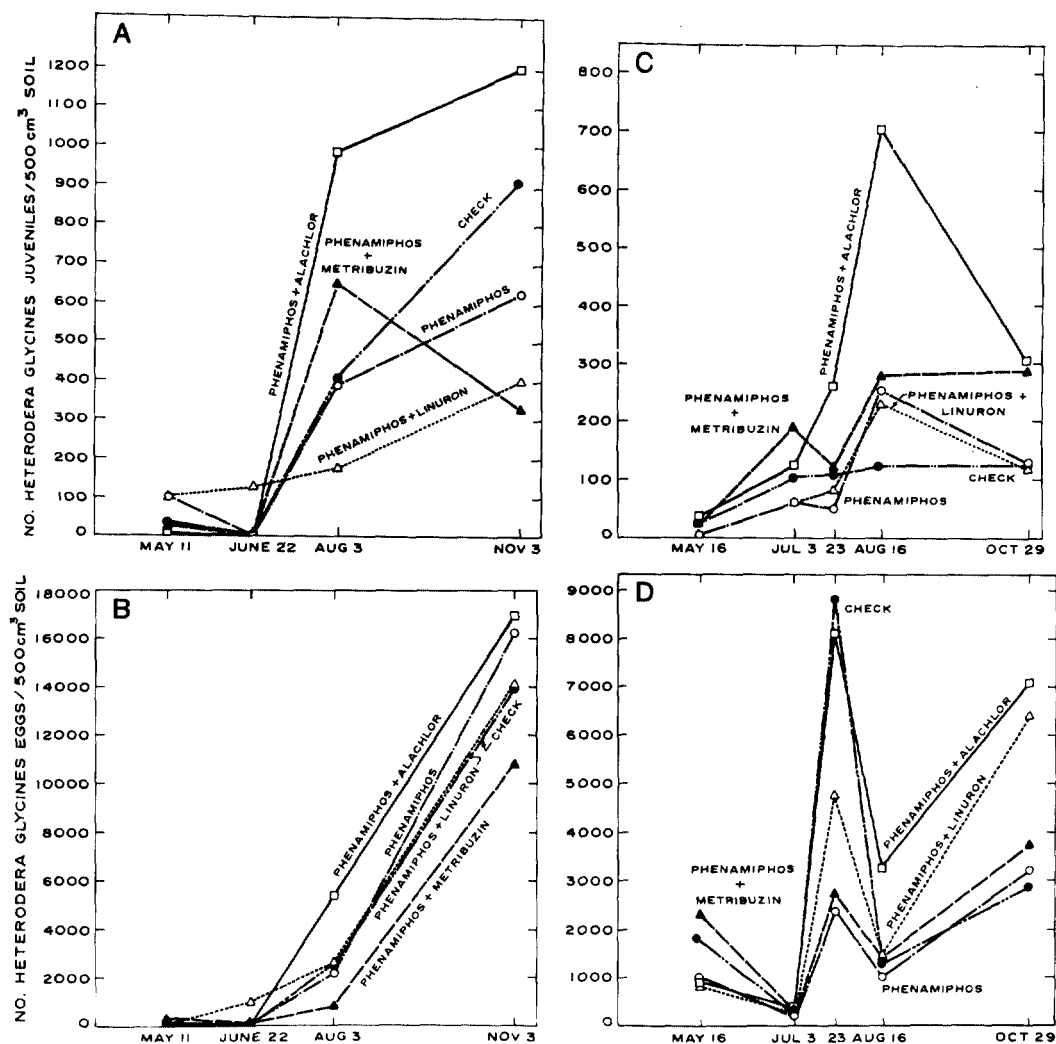 A
NO. HETERODERA GLYCINES JUVENILES/500 cm³ SOIL
1200
1100
1000
900
800
700
600
500
400
300
200
100
0
PHENAMIPHOS + ALACHLOR
CHECK
PHENAMIPHOS
+
METRIBUZIN
PHENAMIPHOS
PHENAMIPHOS + LINURON
MAY 11 JUNE 22 AUG 3 NOV 3
C
800
700
600
500
400
300
200
100
0
PHENAMIPHOS + ALACHLOR
PHENAMIPHOS
+
METRIBUZIN
PHENAMIPHOS +
LINURON
CHECK
PHENAMIPHOS
MAY 16 JUL 3 23 AUG 16 OCT 29
B
NO. HETERODERA GLYCINES EGGS/500cm³ SOIL
18000
16000
14000
12000
10000
8000
6000
4000
2000
0
PHENAMIPHOS + ALACHLOR
PHENAMIPHOS
PHENAMIPHOS + LINURON
CHECK
PHENAMIPHOS + METRIBUZIN
MAY 11 JUNE 22 AUG 3 NOV 3
D
9000
8000
7000
6000
5000
4000
3000
2000
1000
0
CHECK
PHENAMIPHOS + ALACHLOR
PHENAMIPHOS + LINURON
PHENAMIPHOS
+
METRIBUZIN
PHENAMIPHOS
MAY 16 JUL 3 23 AUG 16 OCT 29